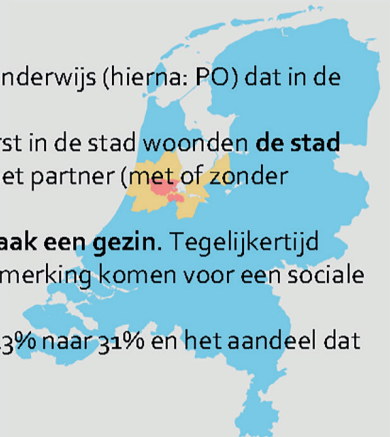 nderwijs (hierna: PO) dat in de
rst in de stad woonden de stad
et partner (met of zonder
aak een gezin. Tegelijkertijd
merking komen voor een sociale
3% naar 31% en het aandeel dat